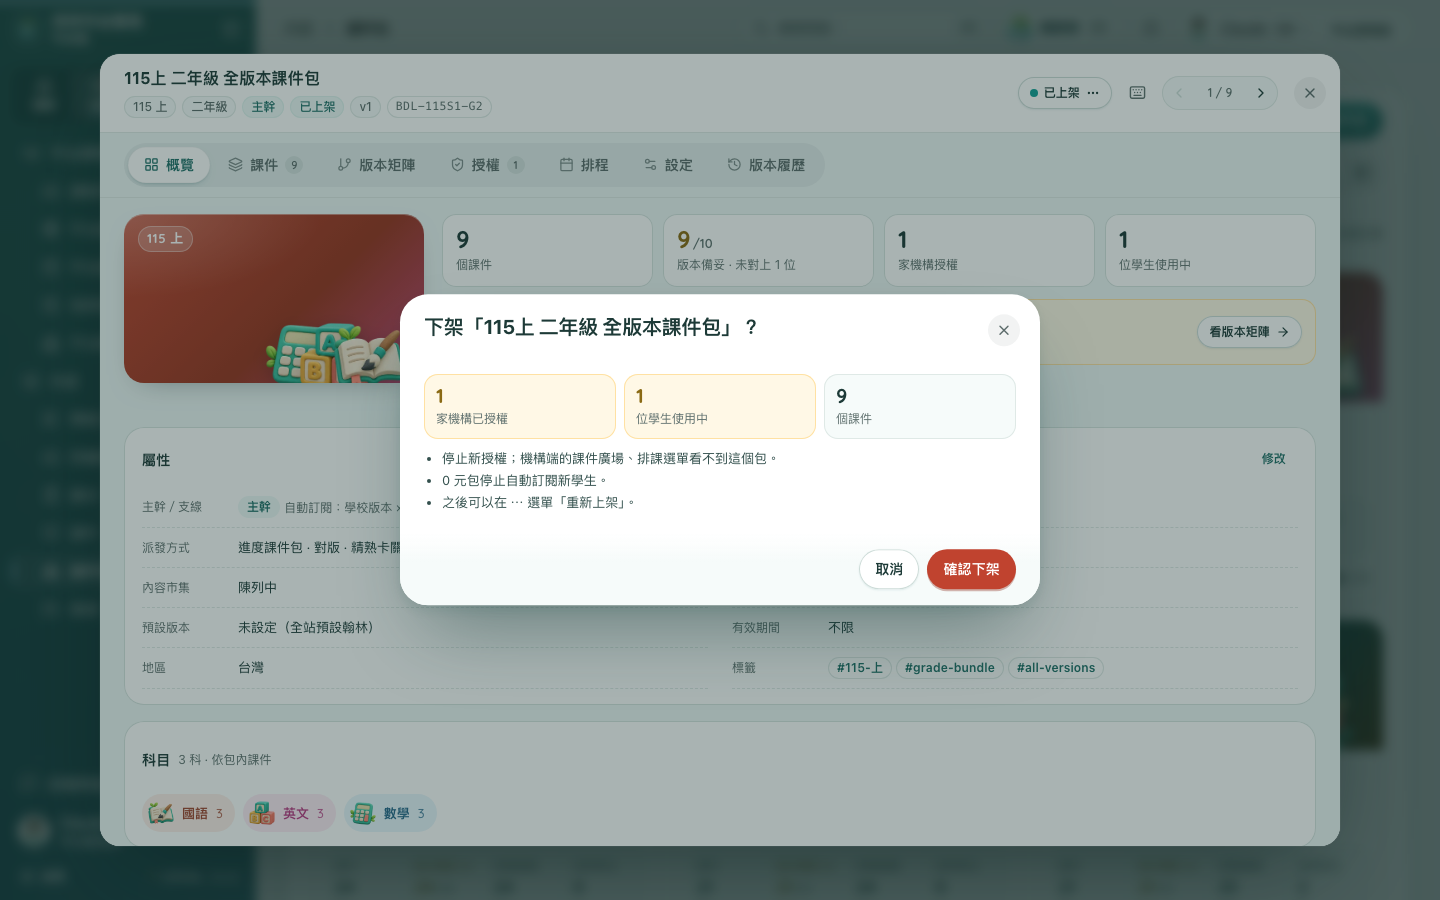 115上 二年級 全版本課件包
115 上
二年級
主幹
已上架
v1
BDL-115S1-G2
已上架 ···
1 / 9
概覽
課件 9
版本矩陣
授權 1
排程
設定
版本履歷
115 上
9
個課件
9/10
版本備妥 · 未對上 1 位
1
家機構授權
1
位學生使用中
看版本矩陣 →
下架「115上 二年級 全版本課件包」？
1
家機構已授權
1
位學生使用中
9
個課件
• 停止新授權；機構端的課件廣場、排課選單看不到這個包。
• 0 元包停止自動訂閱新學生。
• 之後可以在 ··· 選單「重新上架」。
取消
確認下架
屬性
修改
主幹 / 支線
主幹 自動訂閱：學校版本
派發方式
進度課件包 · 對版 · 精熟卡關
內容市集
陳列中
預設版本
未設定（全站預設翰林）
有效期間
不限
地區
台灣
標籤
#115-上
#grade-bundle
#all-versions
科目 3 科 · 依包內課件
國語 3
英文 3
數學 3